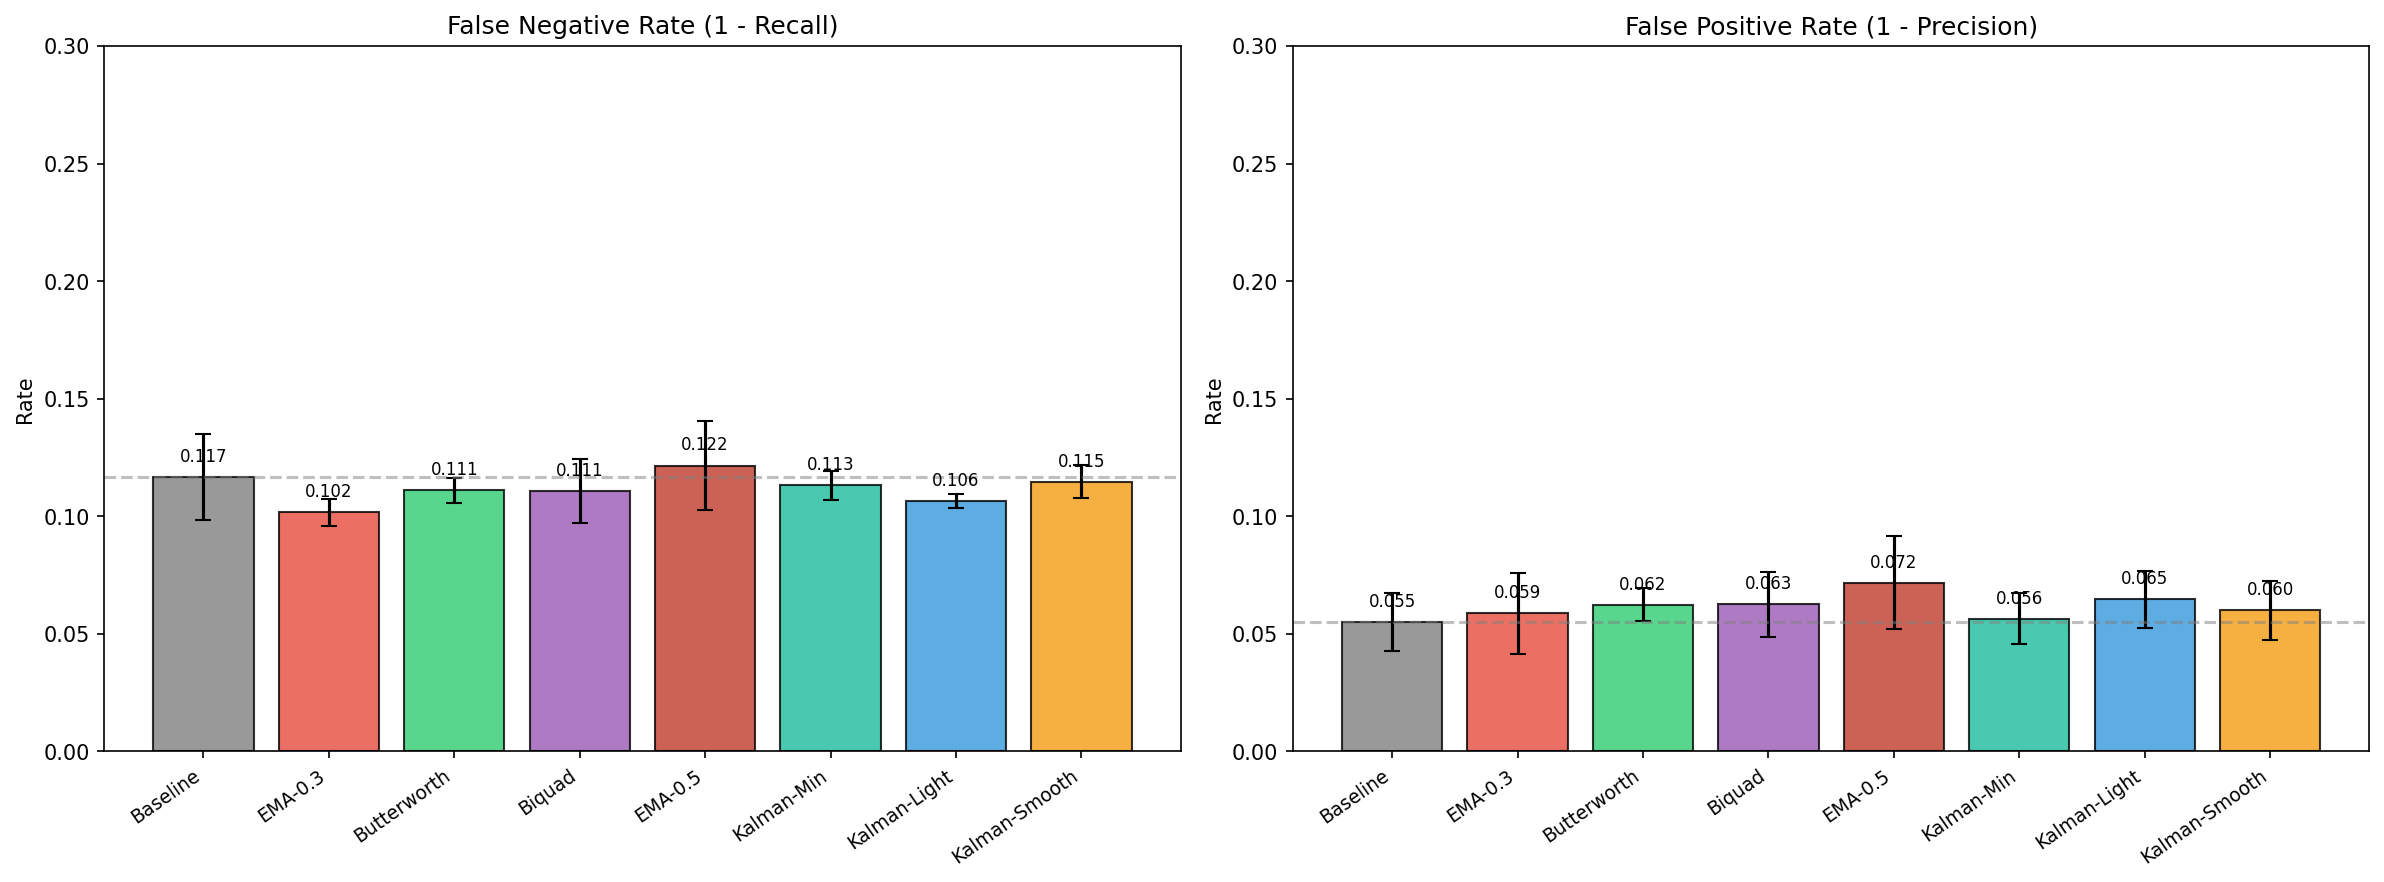 False Negative Rate (1 - Recall)
Rate
0.30
0.25
0.20
0.15
0.10
0.05
0.00
0.117
0.102
0.111
0.111
0.122
0.113
0.106
0.115
Baseline
EMA-0.3
Butterworth
Biquad
EMA-0.5
Kalman-Min
Kalman-Light
Kalman-Smooth
False Positive Rate (1 - Precision)
Rate
0.30
0.25
0.20
0.15
0.10
0.05
0.00
0.055
0.059
0.062
0.063
0.072
0.056
0.065
0.060
Baseline
EMA-0.3
Butterworth
Biquad
EMA-0.5
Kalman-Min
Kalman-Light
Kalman-Smooth